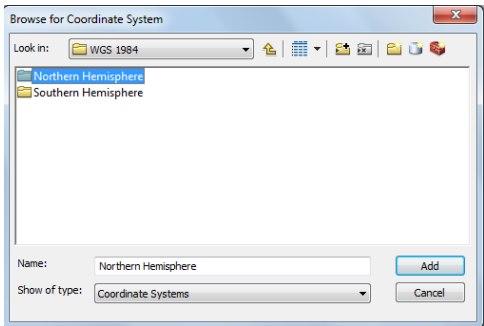 Browse for Coordinate System
Look in: WGS 1984
Northern Hemisphere
Southern Hemisphere
Name: Northern Hemisphere Add
Show of type: Coordinate Systems Cancel